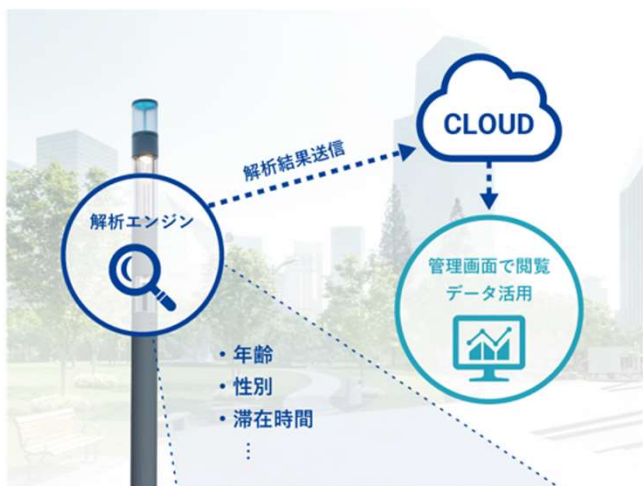 CLOUD
解析結果送信
解析エンジン
管理画面で閲覧
データ活用
・年齢
・性別
・滞在時間
⋮